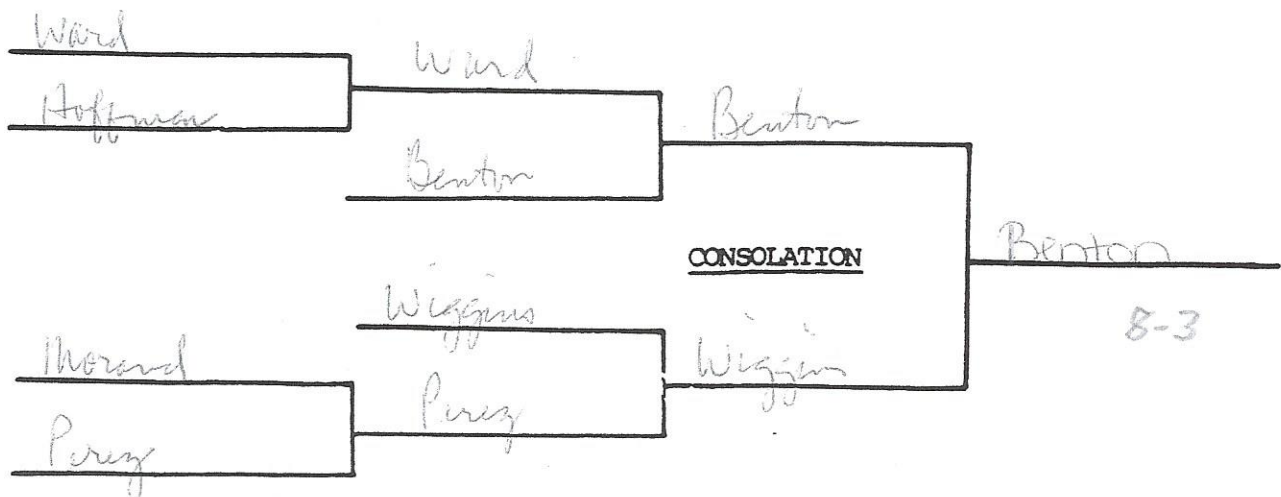 Ward
Ward
Hoffman
Benton
Benton
CONSOLATION
Benton
Wiggins
8-3
Morand
Wiggins
Perez
Perez